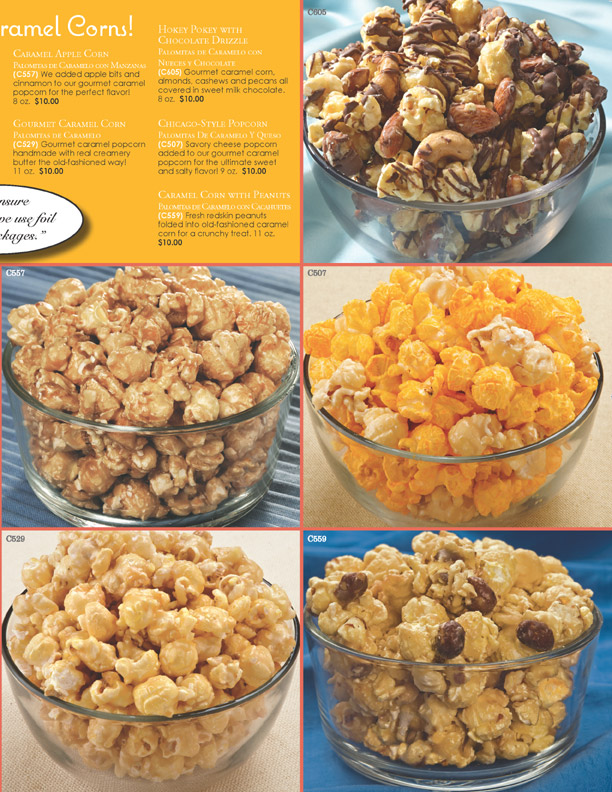 ramel Corns!
Caramel Apple Corn
Palomitas de Caramelo con Manzanas
(C557) We added apple bits and
cinnamon to our gourmet caramel
popcorn for the perfect flavor!
8 oz. $10.00
Gourmet Caramel Corn
Palomitas de Caramelo
(C529) Gourmet caramel popcorn
handmade with real creamery
butter the old-fashioned way!
11 oz. $10.00
nsure
pe use foil
kages."
Hokey Pokey with
Chocolate Drizzle
Palomitas de Caramelo con
Nueces y Chocolate
(C605) Gourmet caramel corn,
almonds, cashews and pecans all
covered in sweet milk chocolate.
8 oz. $10.00
Chicago-Style Popcorn
Palomitas De Caramelo Y Queso
(C507) Savory cheese popcorn
added to our gourmet caramel
popcorn for the ultimate sweet
and salty flavor! 9 oz. $10.00
Caramel Corn with Peanuts
Palomitas de Caramelo con Cacahuetes
(C559) Fresh redskin peanuts
folded into old-fashioned caramel
corn for a crunchy treat. 11 oz.
$10.00
C605
C557
C507
C529
C559